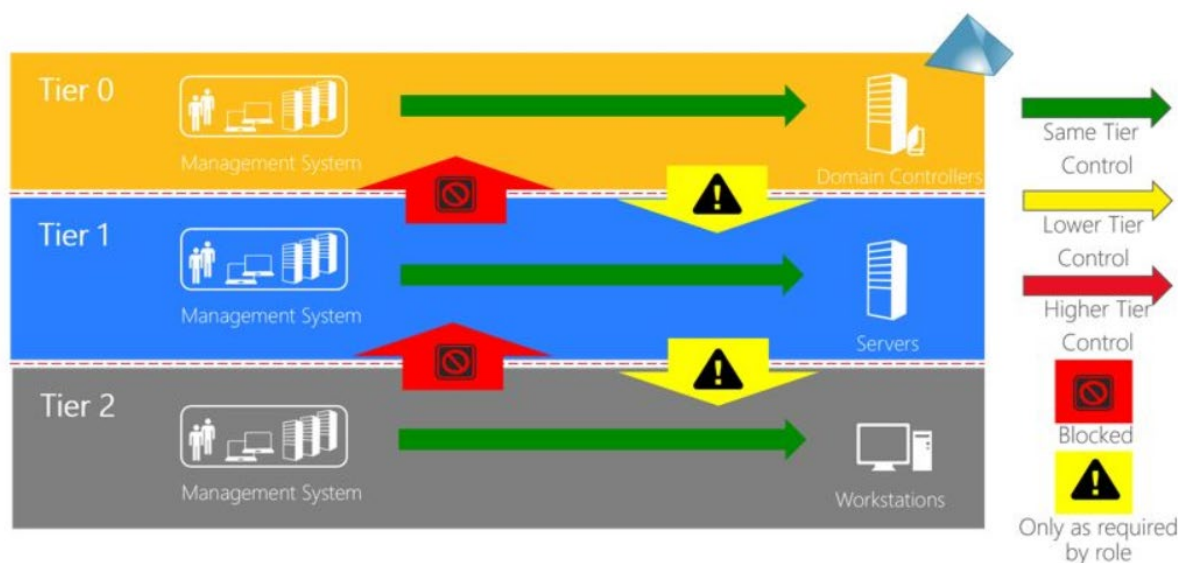 Tier 0
Management System
Domain Controllers
Tier 1
Management System
Servers
Tier 2
Management System
Workstations
Same Tier
Control
Lower Tier
Control
Higher Tier
Control
Blocked
Only as required
by role